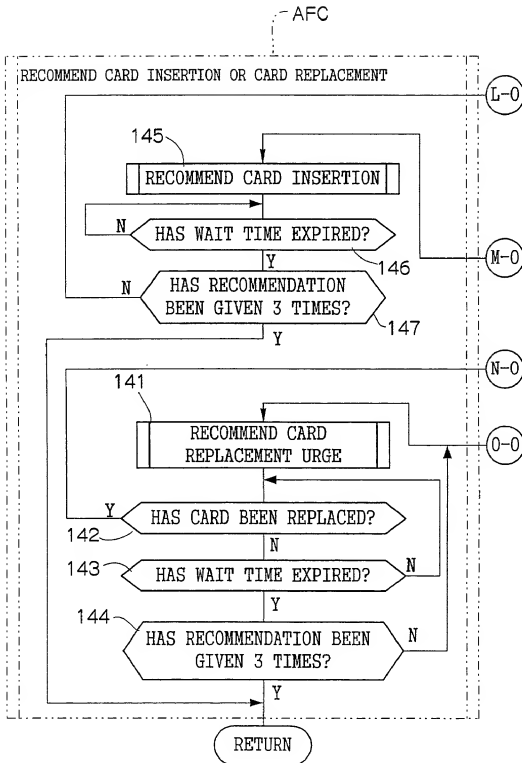 AFC
RECOMMEND CARD INSERTION OR CARD REPLACEMENT
L-0
145
RECOMMEND CARD INSERTION
N
HAS WAIT TIME EXPIRED?
Y
146
M-0
N
HAS RECOMMENDATION
BEEN GIVEN 3 TIMES?
147
Y
N-0
141
RECOMMEND CARD
REPLACEMENT URGE
O-0
Y
HAS CARD BEEN REPLACED?
142
N
143
HAS WAIT TIME EXPIRED?
N
Y
144
HAS RECOMMENDATION BEEN
GIVEN 3 TIMES?
N
Y
RETURN